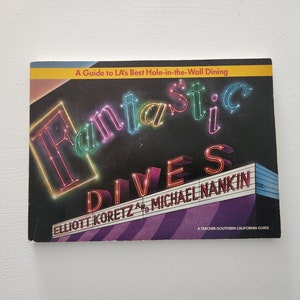 A Guide to LA's Best Hole-in-the-Wall Dining
Fantastic
DIVES
ELLIOTT KORETZ AND MICHAEL NANKIN
A TARCHER/SOUTHERN CALIFORNIA GUIDE